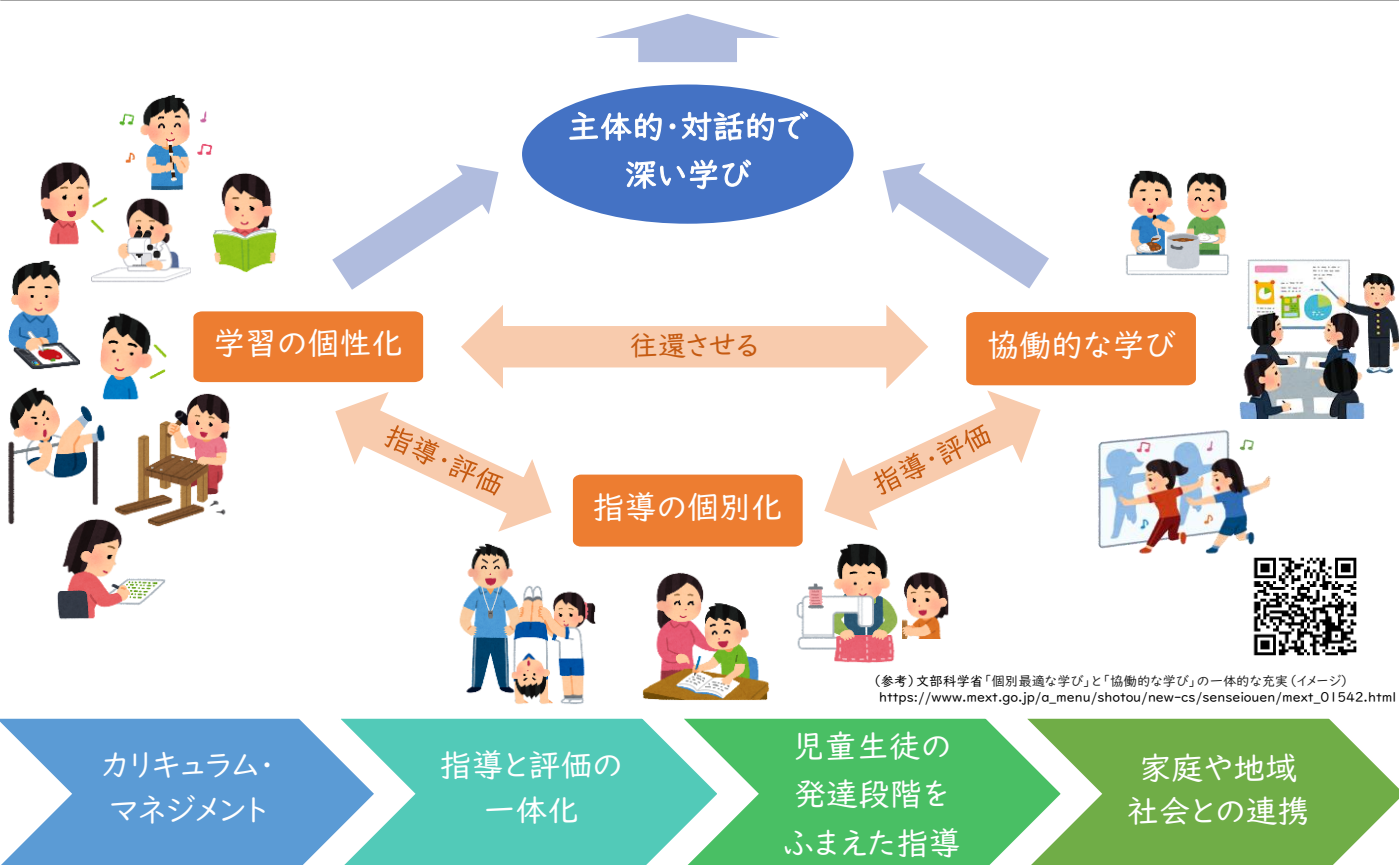 主体的・対話的で
深い学び
学習の個性化
往還させる
協働的な学び
指導・評価
指導・評価
指導の個別化
（参考）文部科学省「個別最適な学び」と「協働的な学び」の一体的な充実（イメージ）
https://www.mext.go.jp/a_menu/shotou/new-cs/senseiouen/mext_01542.html
カリキュラム・
マネジメント
指導と評価の
一体化
児童生徒の
発達段階を
ふまえた指導
家庭や地域
社会との連携